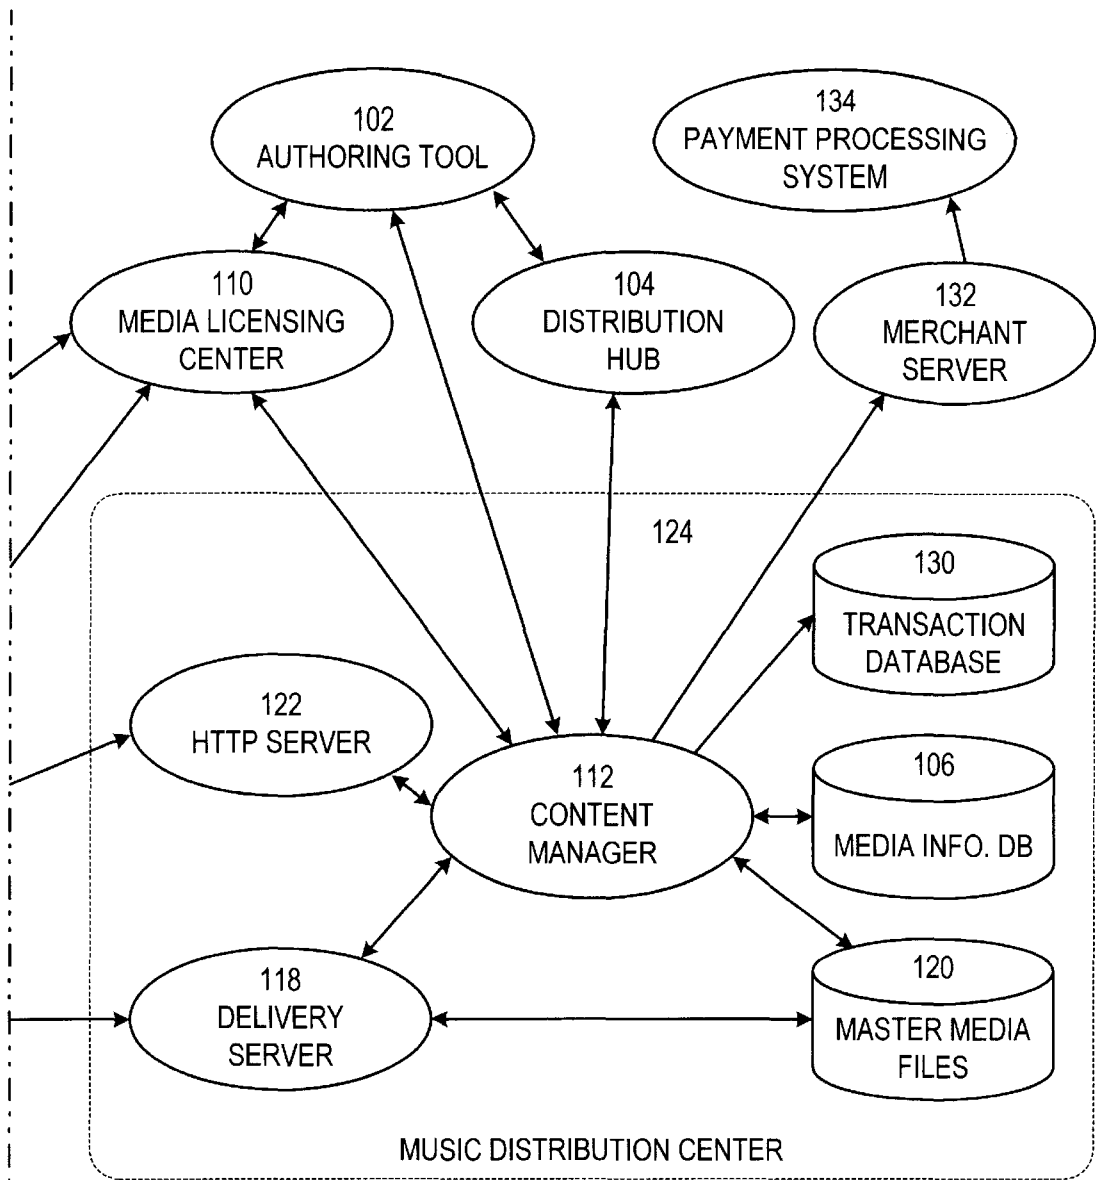 102
AUTHORING TOOL
134
PAYMENT PROCESSING
SYSTEM
110
MEDIA LICENSING
CENTER
104
DISTRIBUTION
HUB
132
MERCHANT
SERVER
124
130
TRANSACTION
DATABASE
122
HTTP SERVER
112
CONTENT
MANAGER
106
MEDIA INFO. DB
118
DELIVERY
SERVER
120
MASTER MEDIA
FILES
MUSIC DISTRIBUTION CENTER